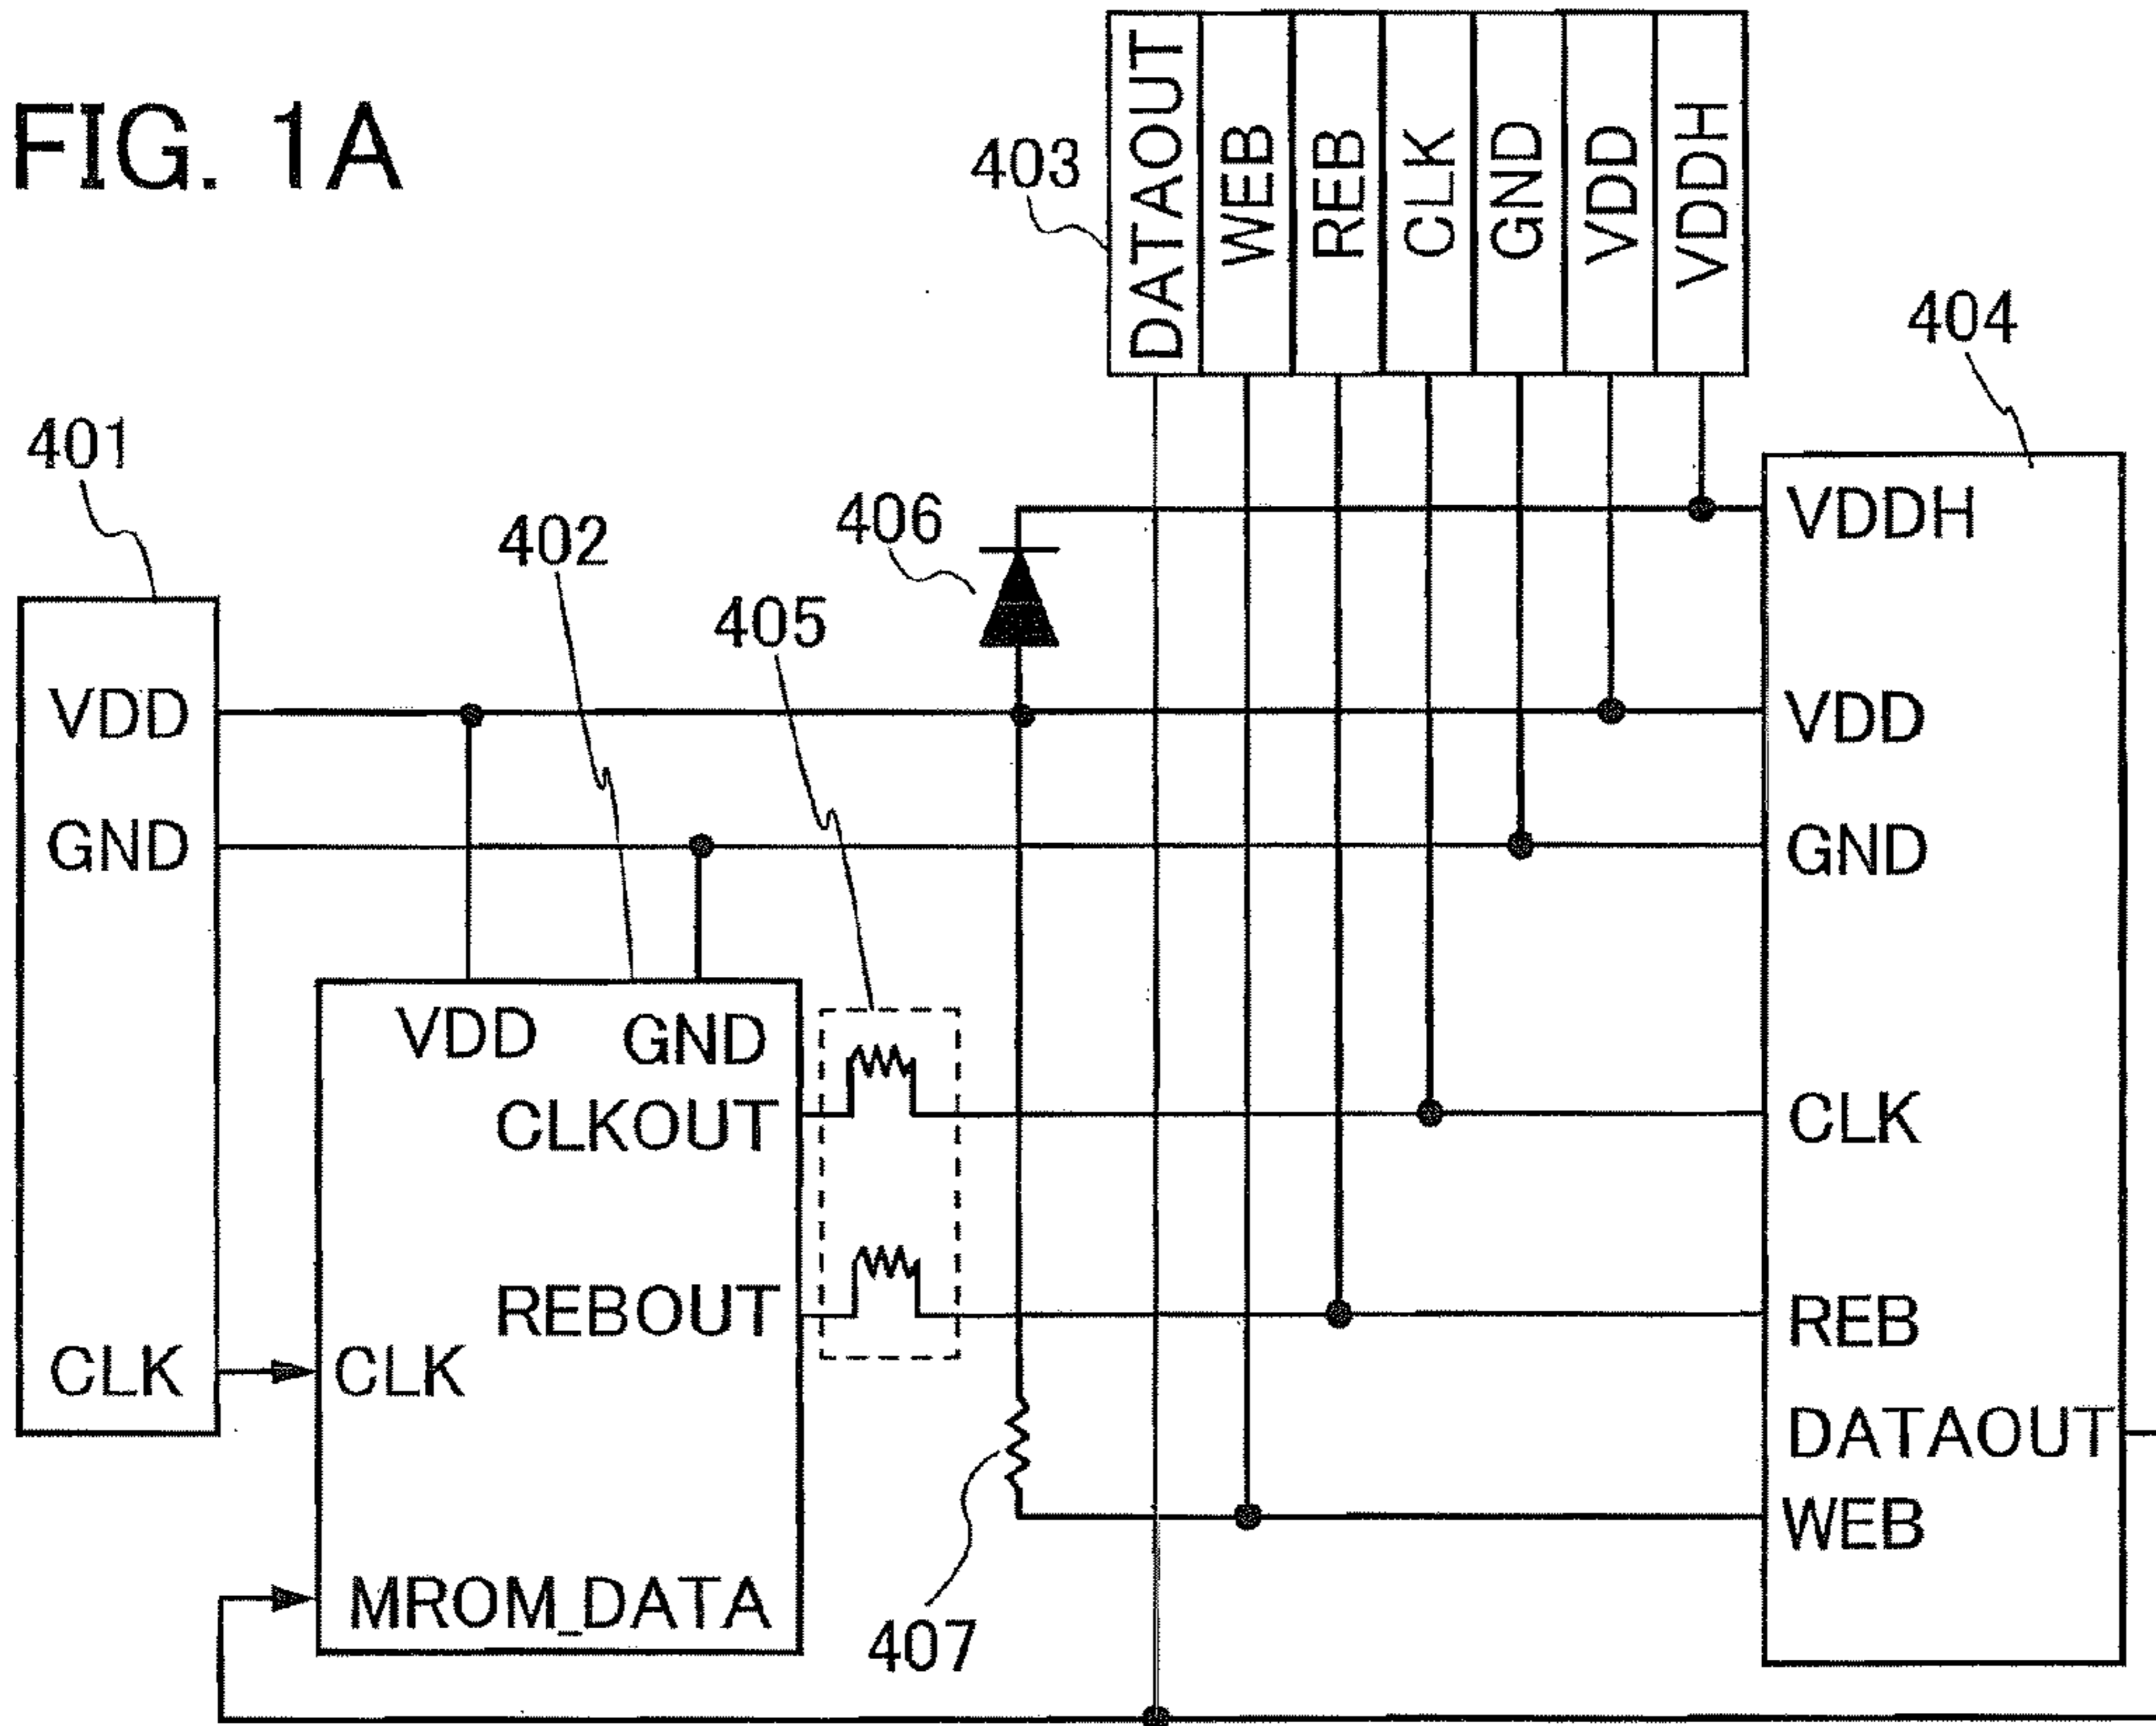 FIG. 1A
403
DATAOUT
WEB
REB
CLK
GND
VDD
VDDH
404
401
402
405
406
VDD
GND
CLK
VDD
GND
CLKOUT
REBOUT
CLK
MROM_DATA
407
VDDH
VDD
GND
CLK
REB
DATAOUT
WEB